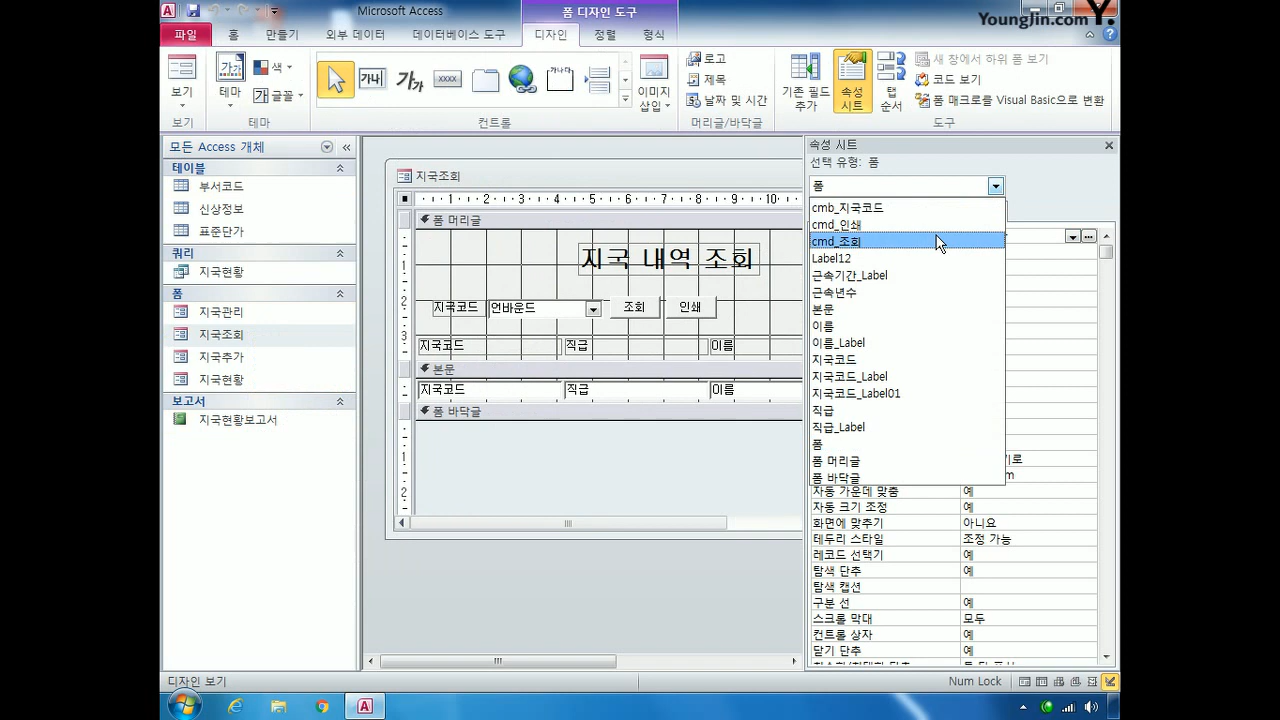 Microsoft Access
폼 디자인 도구
YoungJin.com Y.
파일 홈 만들기 외부 데이터 데이터베이스 도구 디자인 정렬 형식
보기
테마
색
가가 글꼴
가나
가가
xxxx
이미지 삽입
로고
제목
날짜 및 시간
기존 필드 추가
속성 시트
탭 순서
새 창에서 하위 폼 보기
코드 보기
폼 매크로를 Visual Basic으로 변환
보기 테마 컨트롤 머리글/바닥글 도구
모든 Access 개체
테이블
부서코드
신상정보
표준단가
쿼리
지국현황
폼
지국관리
지국조회
지국추가
지국현황
보고서
지국현황보고서
지국조회
1 2 3 4 5 6 7 8 9 10
폼 머리글
지국 내역 조회
지국코드 언바운드 조회 인쇄
지국코드 직급 이름
본문
지국코드 직급 이름
폼 바닥글
속성 시트
선택 유형: 폼
폼
cmb_지국코드
cmd_인쇄
cmd_조회
Label12
근속기간_Label
근속년수
본문
이름
이름_Label
지국코드
지국코드_Label
지국코드_Label01
직급
직급_Label
폼
폼 머리글
폼 바닥글
자동 가운데 맞춤 예
자동 크기 조정 예
화면에 맞추기 아니요
테두리 스타일 조정 가능
레코드 선택기 예
탐색 단추 예
탐색 캡션
구분 선 예
스크롤 막대 모두
컨트롤 상자 예
닫기 단추 예
디자인 보기
Num Lock